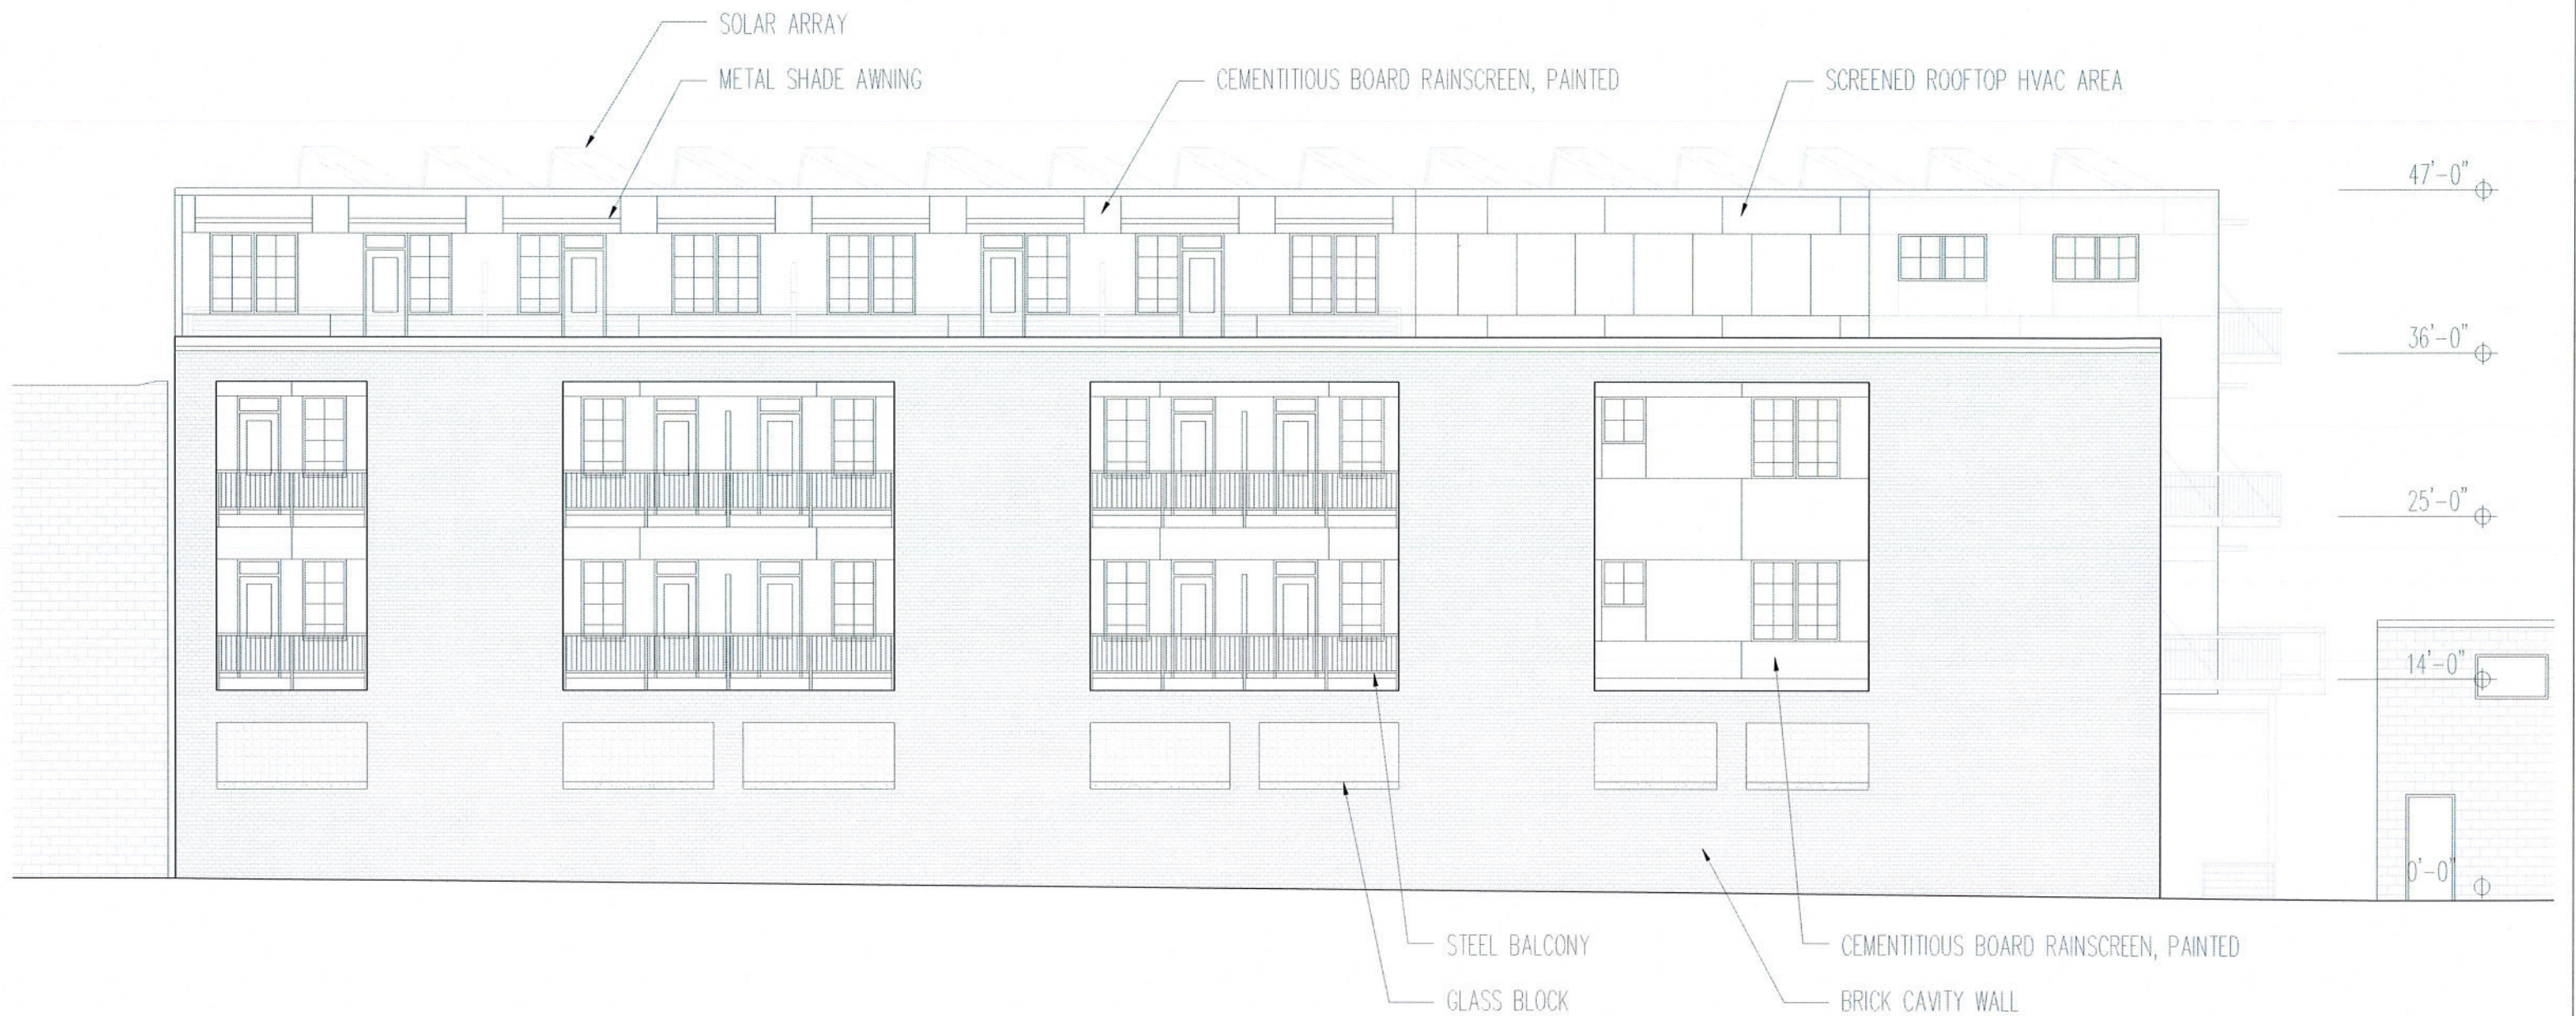 SOLAR ARRAY
METAL SHADE AWNING
CEMENTITIOUS BOARD RAINSCREEN, PAINTED
SCREENED ROOFTOP HVAC AREA
47'-0"
36'-0"
25'-0"
14'-0"
0'-0"
STEEL BALCONY
CEMENTITIOUS BOARD RAINSCREEN, PAINTED
GLASS BLOCK
BRICK CAVITY WALL